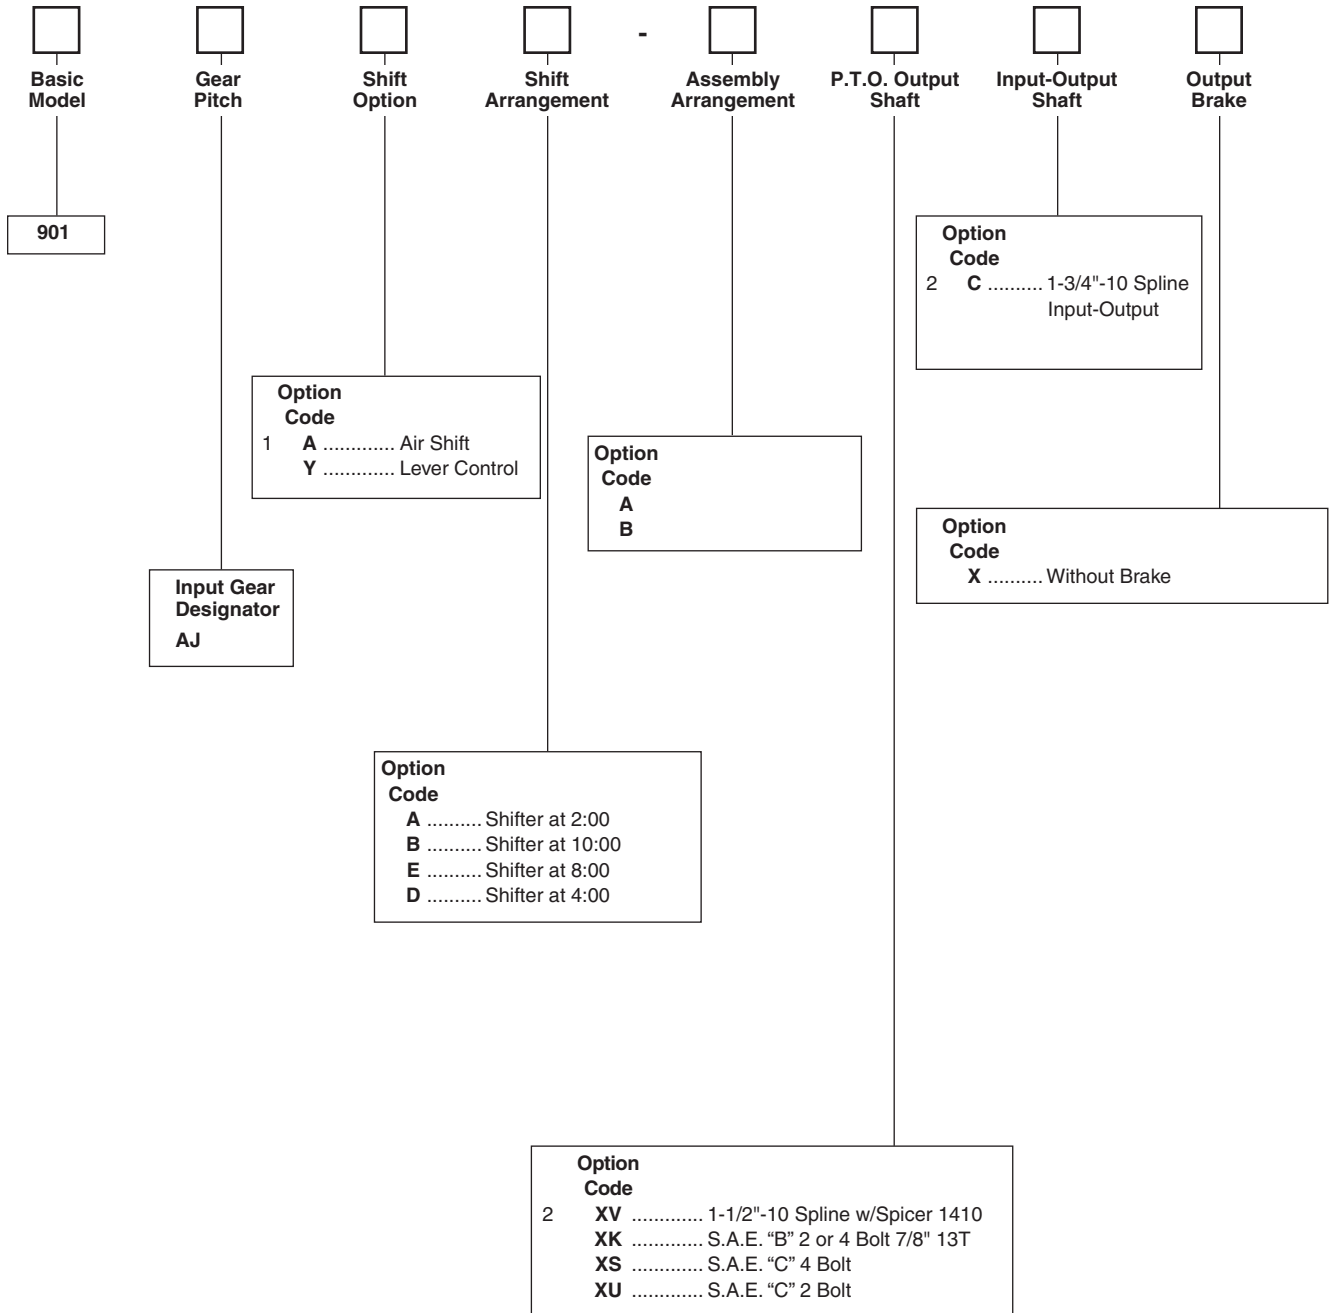 -
Basic Model
Gear Pitch
Shift Option
Shift Arrangement
Assembly Arrangement
P.T.O. Output Shaft
Input-Output Shaft
Output Brake
901
Option
Code
2 C .......... 1-3/4"-10 Spline
Input-Output
Option
Code
1 A ............. Air Shift
Y ............. Lever Control
Option
Code
A
B
Option
Code
X .......... Without Brake
Input Gear
Designator
AJ
Option
Code
A .......... Shifter at 2:00
B .......... Shifter at 10:00
E .......... Shifter at 8:00
D .......... Shifter at 4:00
Option
Code
2 XV ............. 1-1/2"-10 Spline w/Spicer 1410
XK ............. S.A.E. “B” 2 or 4 Bolt 7/8" 13T
XS ............. S.A.E. “C” 4 Bolt
XU ............. S.A.E. “C” 2 Bolt